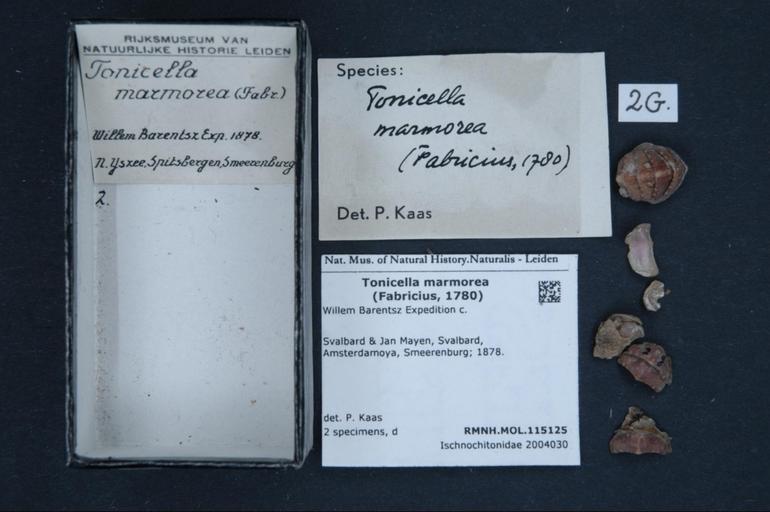 RIJKSMUSEUM VAN
NATUURLIJKE HISTORIE LEIDEN
Tonicella
marmorea (Fabr.)
Willem Barentsz Exp. 1878.
N. Yszee, Spitsbergen, Smeerenburg
2.
Species:
Tonicella
marmorea
(Fabricius, 1780)
Det. P. Kaas
2G.
Nat. Mus. of Natural History.Naturalis - Leiden
Tonicella marmorea
(Fabricius, 1780)
Willem Barentsz Expedition c.
Svalbard & Jan Mayen, Svalbard,
Amsterdamoya, Smeerenburg; 1878.
det. P. Kaas
2 specimens, d
RMNH.MOL.115125
Ischnochitonidae 2004030